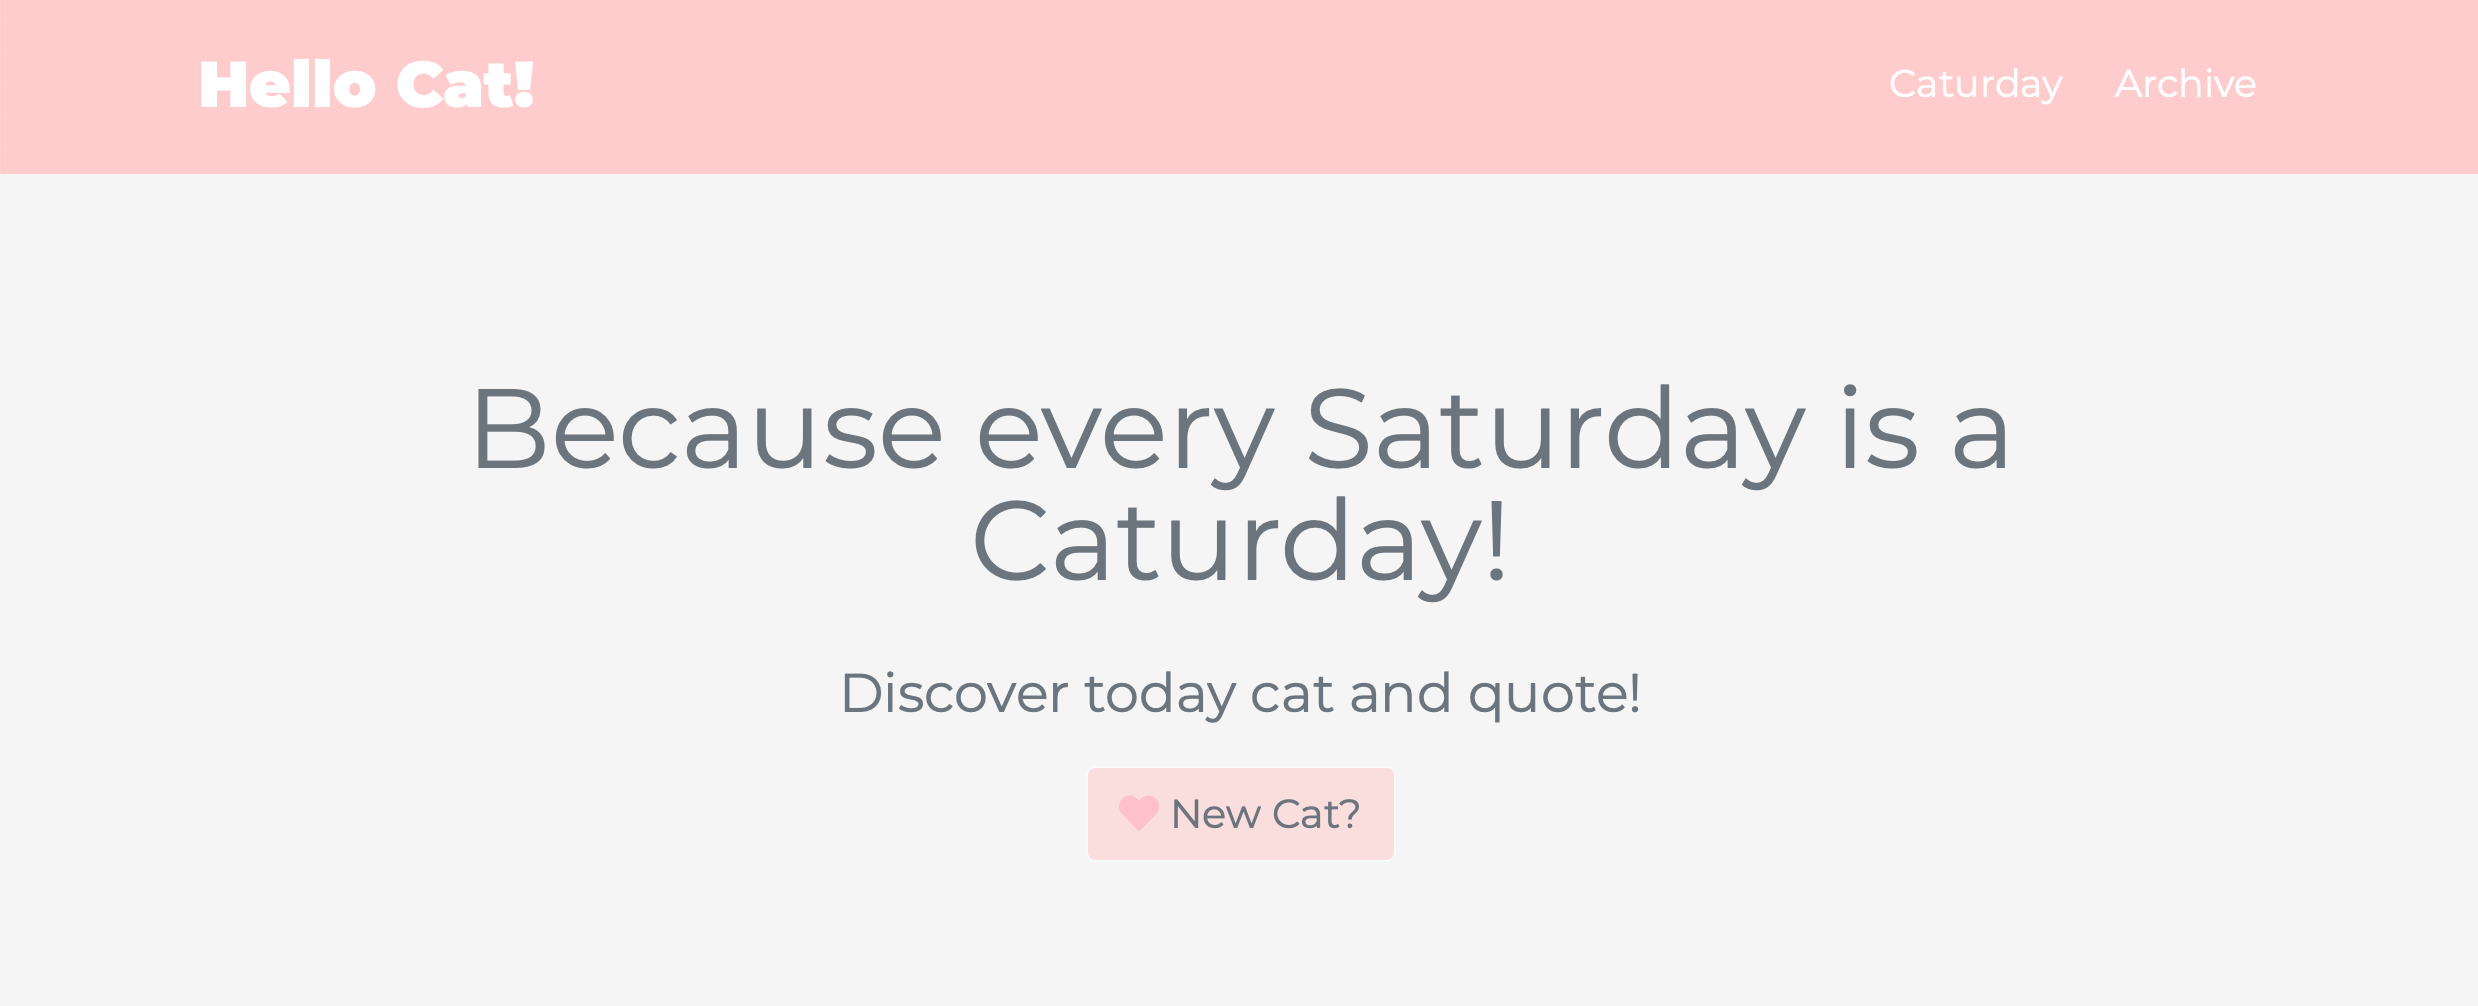 Hello Cat!
Caturday Archive
Because every Saturday is a
Caturday!
Discover today cat and quote!
New Cat?